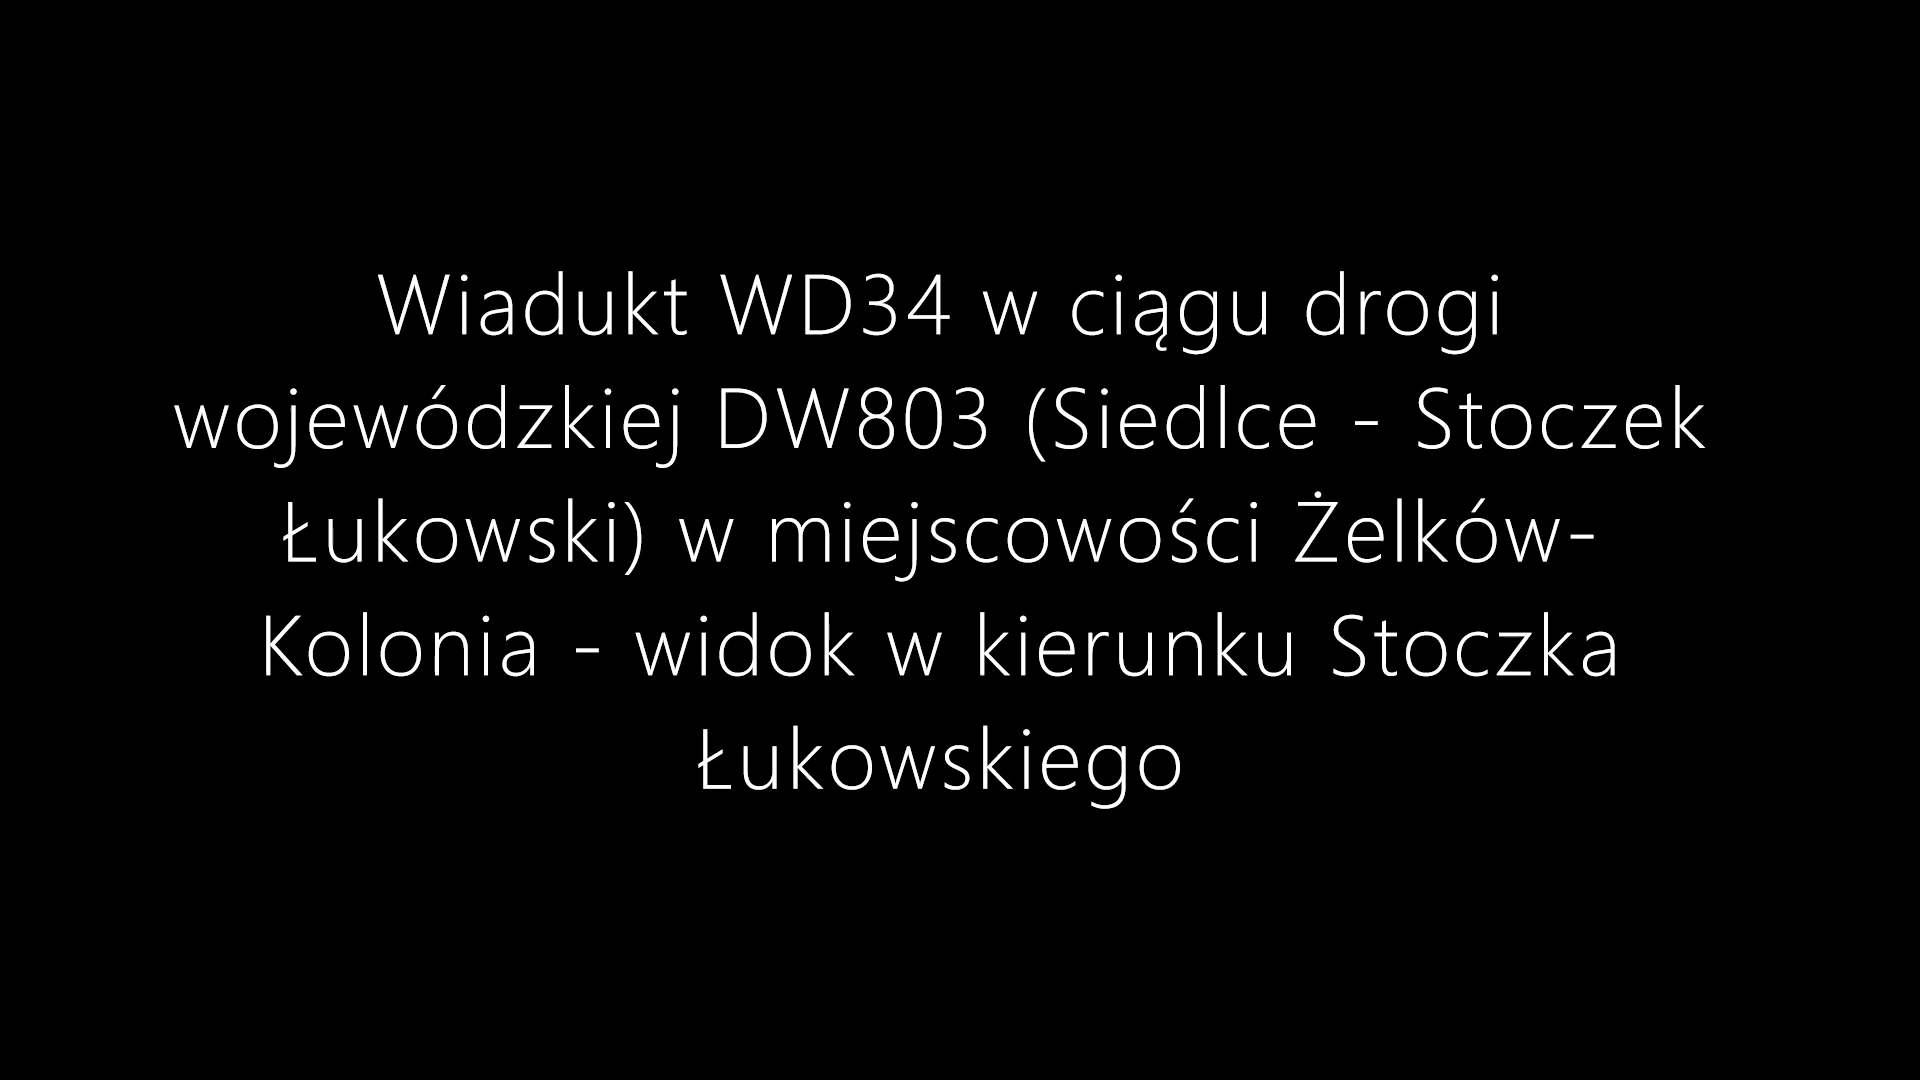 Wiadukt WD34 w ciągu drogi
wojewódzkiej DW803 (Siedlce - Stoczek
Łukowski) w miejscowości Żelków-
Kolonia - widok w kierunku Stoczka
Łukowskiego